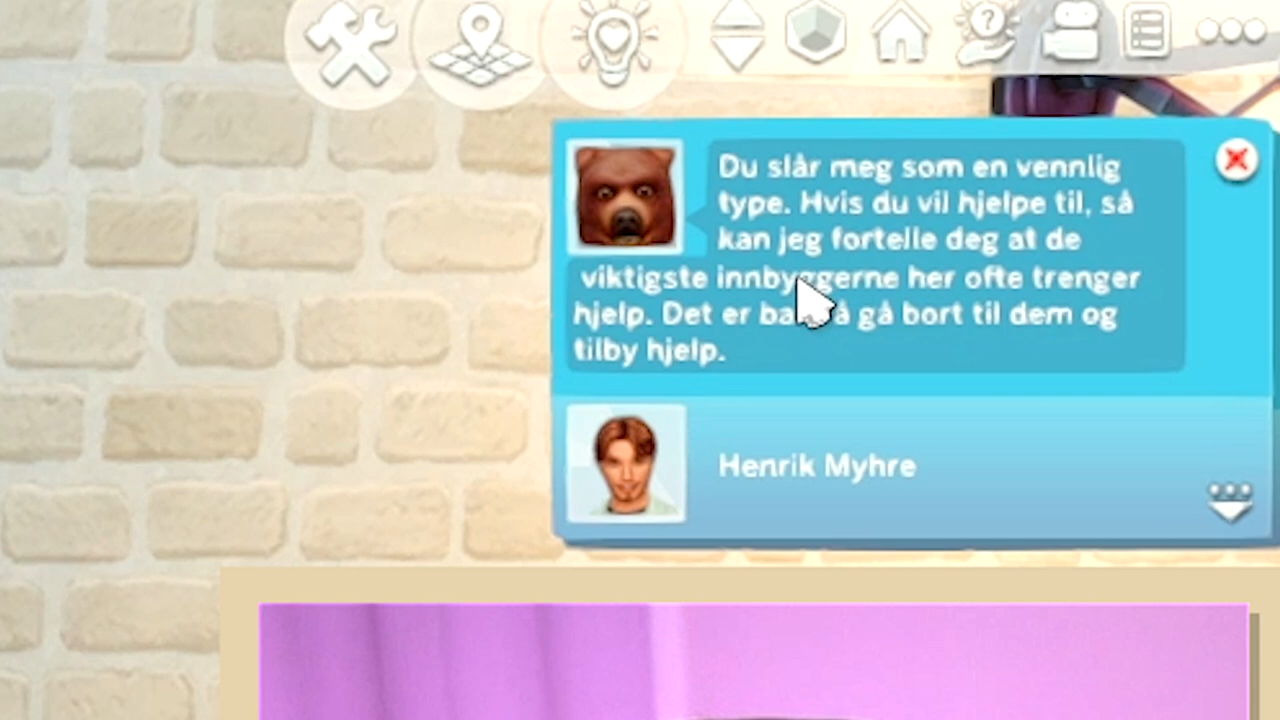 Du slår meg som en vennlig
type. Hvis du vil hjelpe til, så
kan jeg fortelle deg at de
viktigste innbyggerne her ofte trenger
hjelp. Det er å gå bort til dem og
tilby hjelp.
Henrik Myhre